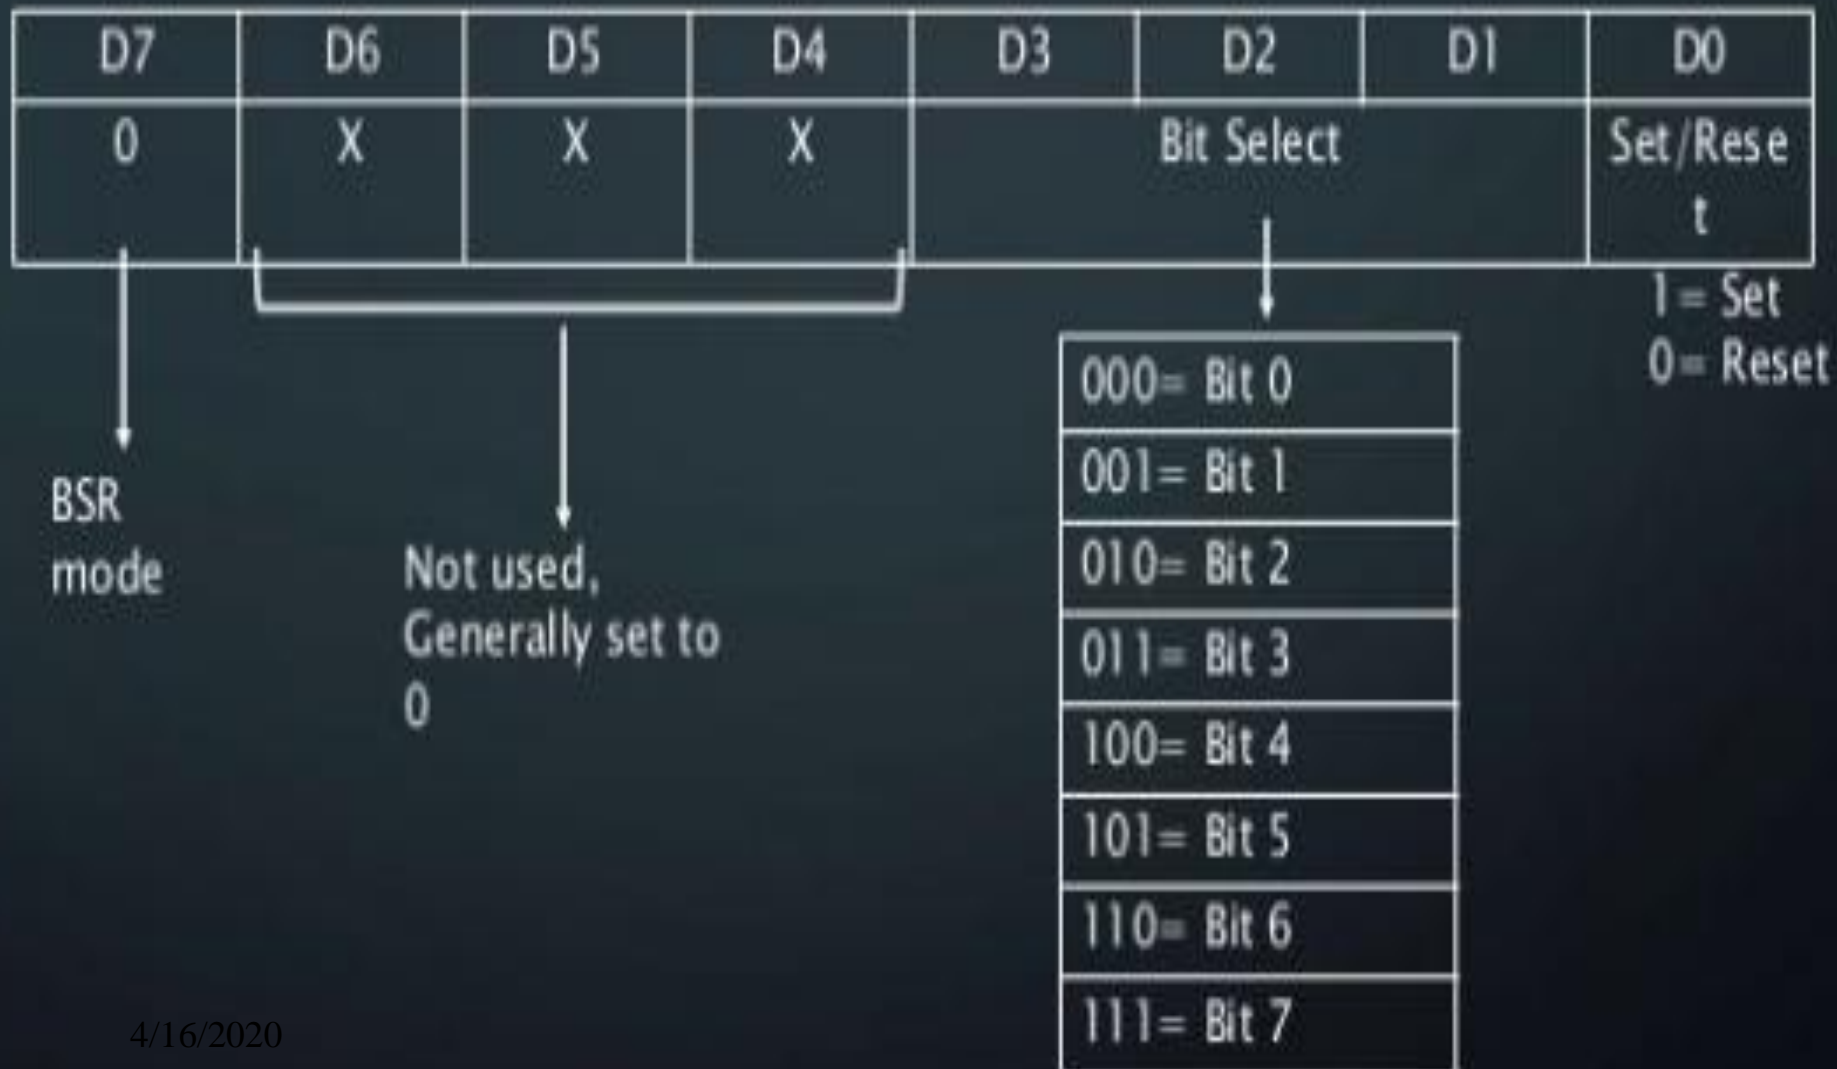 D7 D6 D5 D4 D3 D2 D1 D0
0 X X X Bit Select Set/Rese
t
1 = Set
0 = Reset
BSR
mode
Not used,
Generally set to
0
000= Bit 0
001= Bit 1
010= Bit 2
011= Bit 3
100= Bit 4
101= Bit 5
110= Bit 6
111= Bit 7
4/16/2020